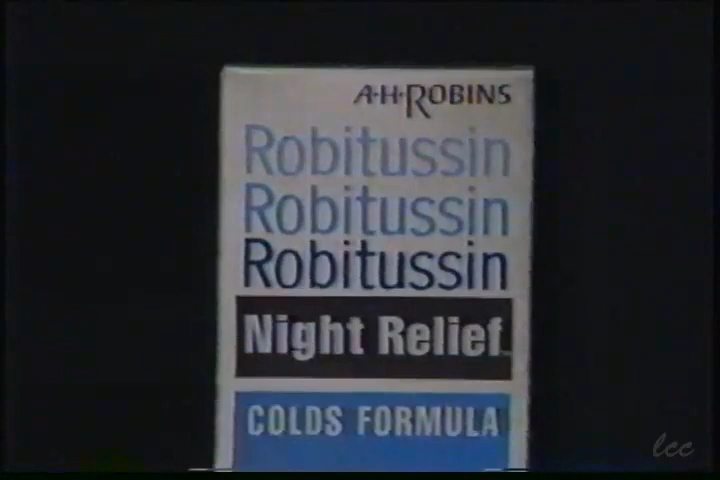 A·H·ROBINS
Robitussin
Robitussin
Robitussin
Night Relief
COLDS FORMULA
lcc